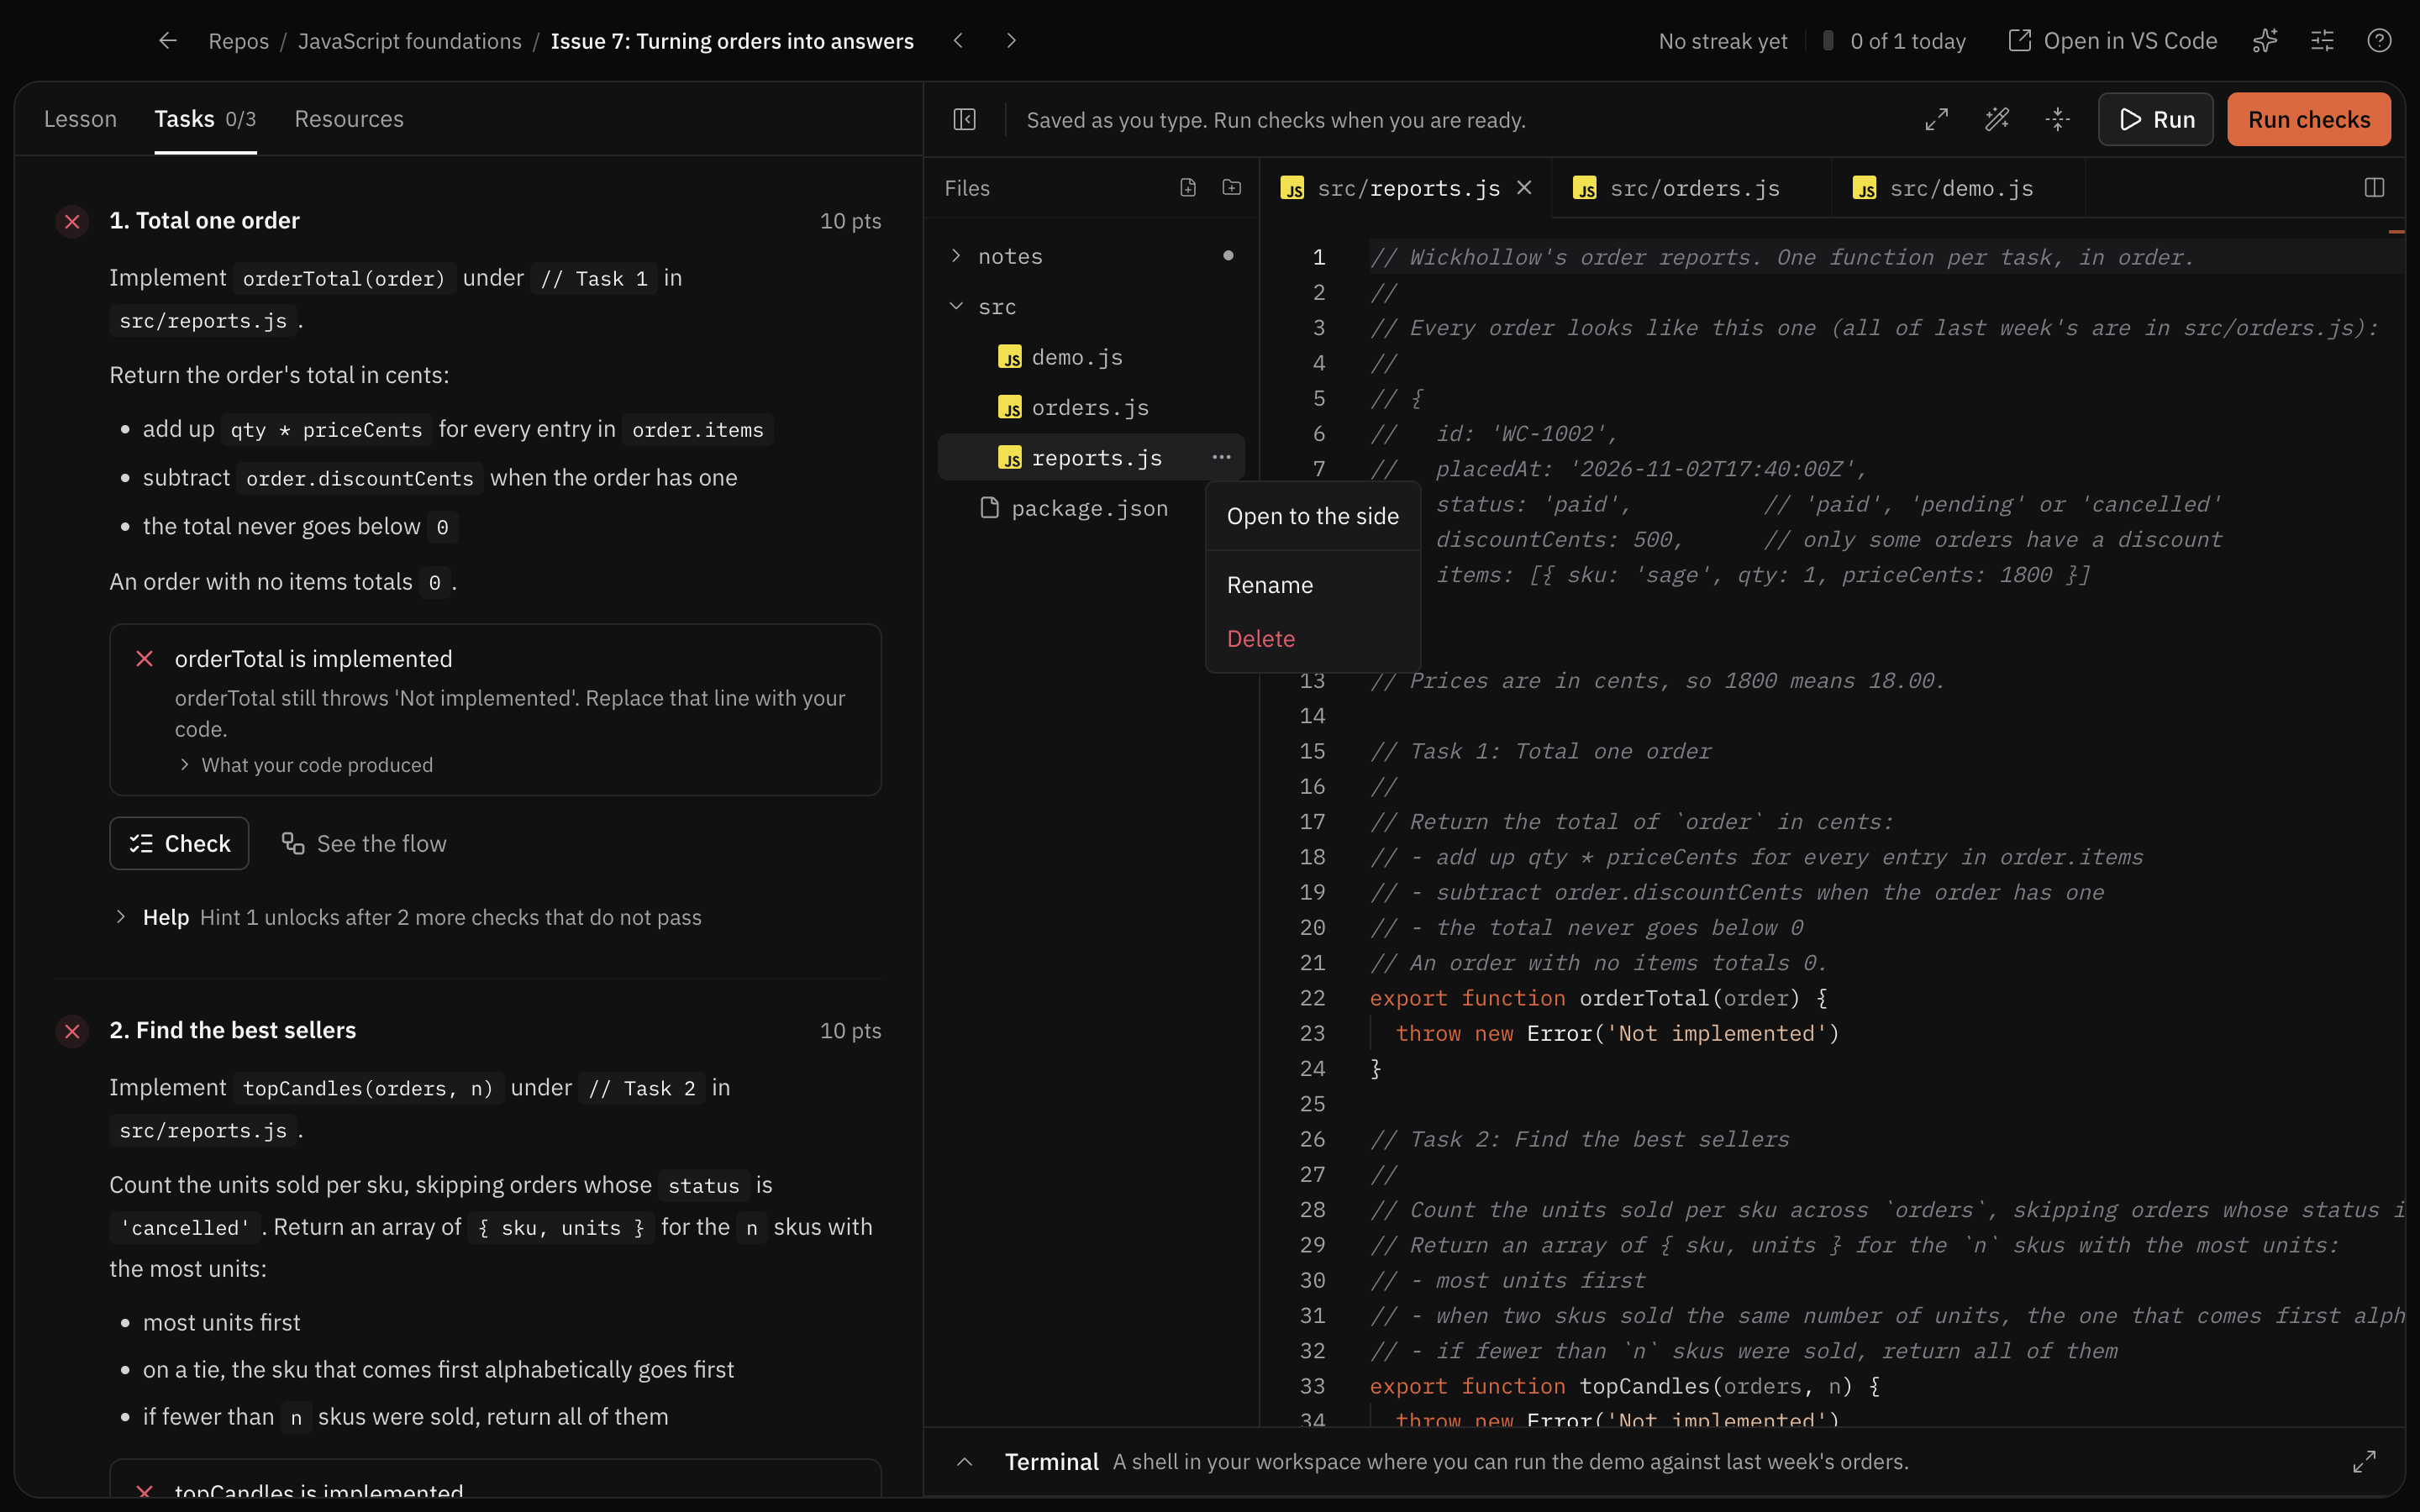 Repos / JavaScript foundations / Issue 7: Turning orders into answers
No streak yet
0 of 1 today
Open in VS Code
Lesson
Tasks 0/3
Resources
1. Total one order
10 pts
Implement orderTotal(order) under // Task 1 in
src/reports.js .
Return the order's total in cents:
• add up qty * priceCents for every entry in order.items
• subtract order.discountCents when the order has one
• the total never goes below 0
An order with no items totals 0 .
orderTotal is implemented
orderTotal still throws 'Not implemented'. Replace that line with your
code.
What your code produced
Check
See the flow
Help Hint 1 unlocks after 2 more checks that do not pass
2. Find the best sellers
10 pts
Implement topCandles(orders, n) under // Task 2 in
src/reports.js .
Count the units sold per sku, skipping orders whose status is
'cancelled' . Return an array of { sku, units } for the n skus with
the most units:
• most units first
• on a tie, the sku that comes first alphabetically goes first
• if fewer than n skus were sold, return all of them
topCandles is implemented
Saved as you type. Run checks when you are ready.
Run
Run checks
Files
notes
src
JS demo.js
JS orders.js
JS reports.js
package.json
Open to the side
Rename
Delete
JS src/reports.js
JS src/orders.js
JS src/demo.js
1 // Wickhollow's order reports. One function per task, in order.
2 //
3 // Every order looks like this one (all of last week's are in src/orders.js):
4 //
5 // {
6 //   id: 'WC-1002',
7 //   placedAt: '2026-11-02T17:40:00Z',
status: 'paid',          // 'paid', 'pending' or 'cancelled'
discountCents: 500,      // only some orders have a discount
items: [{ sku: 'sage', qty: 1, priceCents: 1800 }]
13 // Prices are in cents, so 1800 means 18.00.
14
15 // Task 1: Total one order
16 //
17 // Return the total of `order` in cents:
18 // - add up qty * priceCents for every entry in order.items
19 // - subtract order.discountCents when the order has one
20 // - the total never goes below 0
21 // An order with no items totals 0.
22 export function orderTotal(order) {
23   throw new Error('Not implemented')
24 }
25
26 // Task 2: Find the best sellers
27 //
28 // Count the units sold per sku across `orders`, skipping orders whose status i
29 // Return an array of { sku, units } for the `n` skus with the most units:
30 // - most units first
31 // - when two skus sold the same number of units, the one that comes first alph
32 // - if fewer than `n` skus were sold, return all of them
33 export function topCandles(orders, n) {
34   throw new Error('Not implemented')
Terminal A shell in your workspace where you can run the demo against last week's orders.